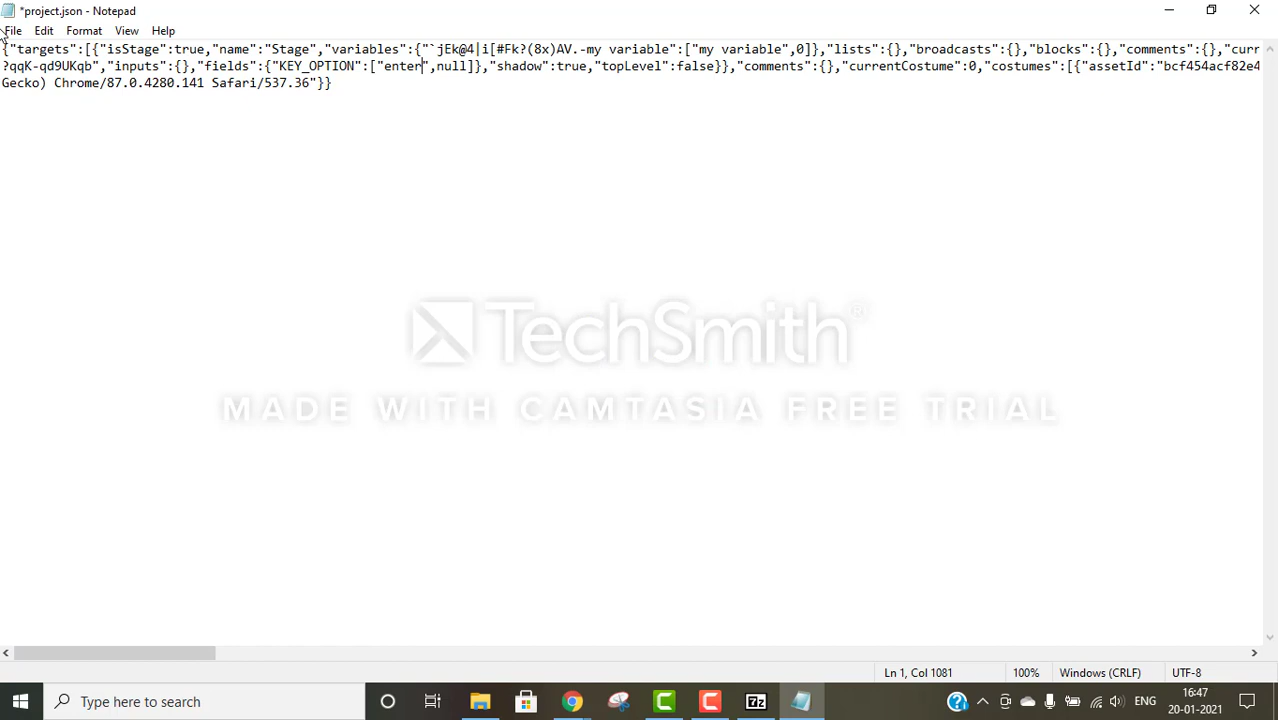 *project.json - Notepad
File Edit Format View Help
{"targets":[{"isStage":true,"name":"Stage","variables":{"`jEk@4|i[#Fk?(8x)AV.-my variable":["my variable",0]},"lists":{},"broadcasts":{},"blocks":{},"comments":{},"curr
?qqK-qd9UKqb","inputs":{},"fields":{"KEY_OPTION":["enter",null]},"shadow":true,"topLevel":false}},"comments":{},"currentCostume":0,"costumes":[{"assetId":"bcf454acf82e4
Gecko) Chrome/87.0.4280.141 Safari/537.36"}}
TechSmith®
MADE WITH CAMTASIA FREE TRIAL
Ln 1, Col 1081 100% Windows (CRLF) UTF-8
Type here to search
7z
ENG
16:47
20-01-2021